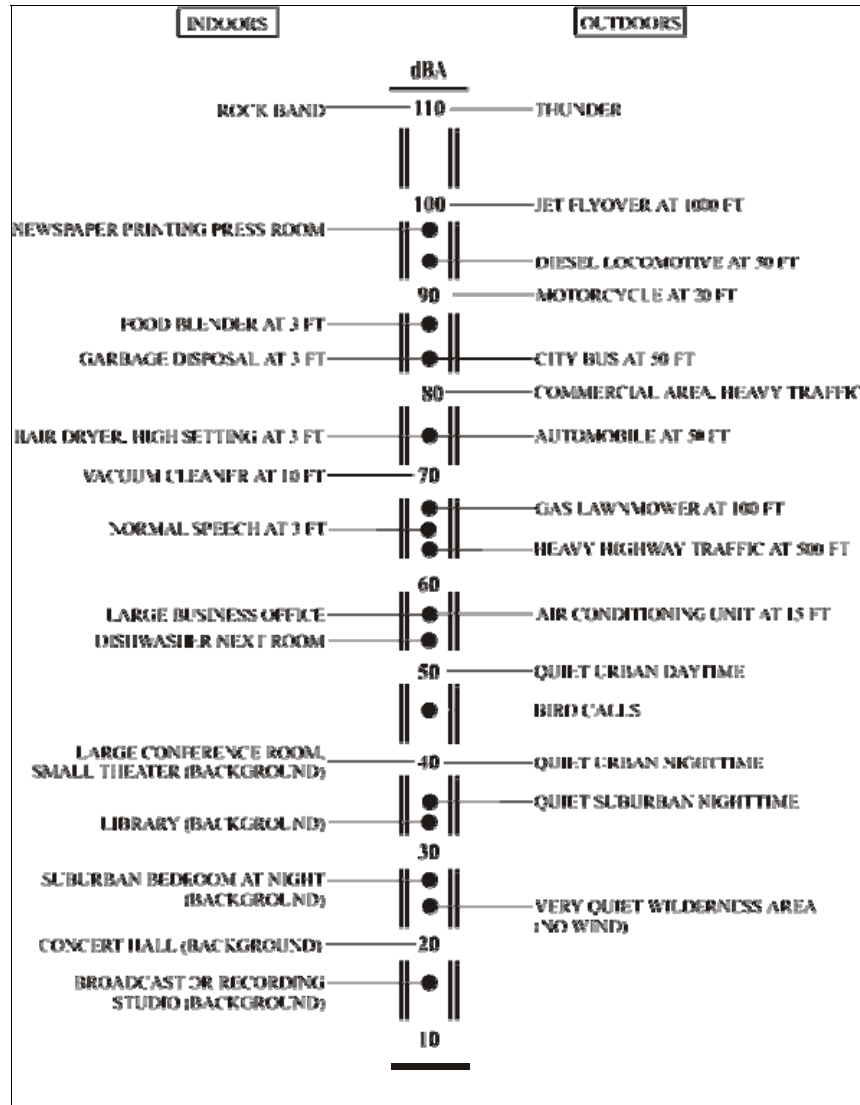 INDOORS
OUTDOORS
dBA
ROCK BAND 110 THUNDER
100 JET FLYOVER AT 1000 FT
NEWSPAPER PRINTING PRESS ROOM
DIESEL LOCOMOTIVE AT 50 FT
90 MOTORCYCLE AT 20 FT
FOOD BLENDER AT 3 FT
GARBAGE DISPOSAL AT 3 FT CITY BUS AT 50 FT
80 COMMERCIAL AREA, HEAVY TRAFFIC
HAIR DRYER, HIGH SETTING AT 3 FT AUTOMOBILE AT 50 FT
VACUUM CLEANER AT 10 FT 70
GAS LAWNMOWER AT 100 FT
NORMAL SPEECH AT 3 FT
HEAVY HIGHWAY TRAFFIC AT 500 FT
60
LARGE BUSINESS OFFICE AIR CONDITIONING UNIT AT 15 FT
DISHWASHER NEXT ROOM
50 QUIET URBAN DAYTIME
BIRD CALLS
LARGE CONFERENCE ROOM,
SMALL THEATER (BACKGROUND) 40 QUIET URBAN NIGHTTIME
QUIET SUBURBAN NIGHTTIME
LIBRARY (BACKGROUND)
30
SUBURBAN BEDROOM AT NIGHT
(BACKGROUND)
VERY QUIET WILDERNESS AREA
(NO WIND)
CONCERT HALL (BACKGROUND) 20
BROADCAST OR RECORDING
STUDIO (BACKGROUND)
10